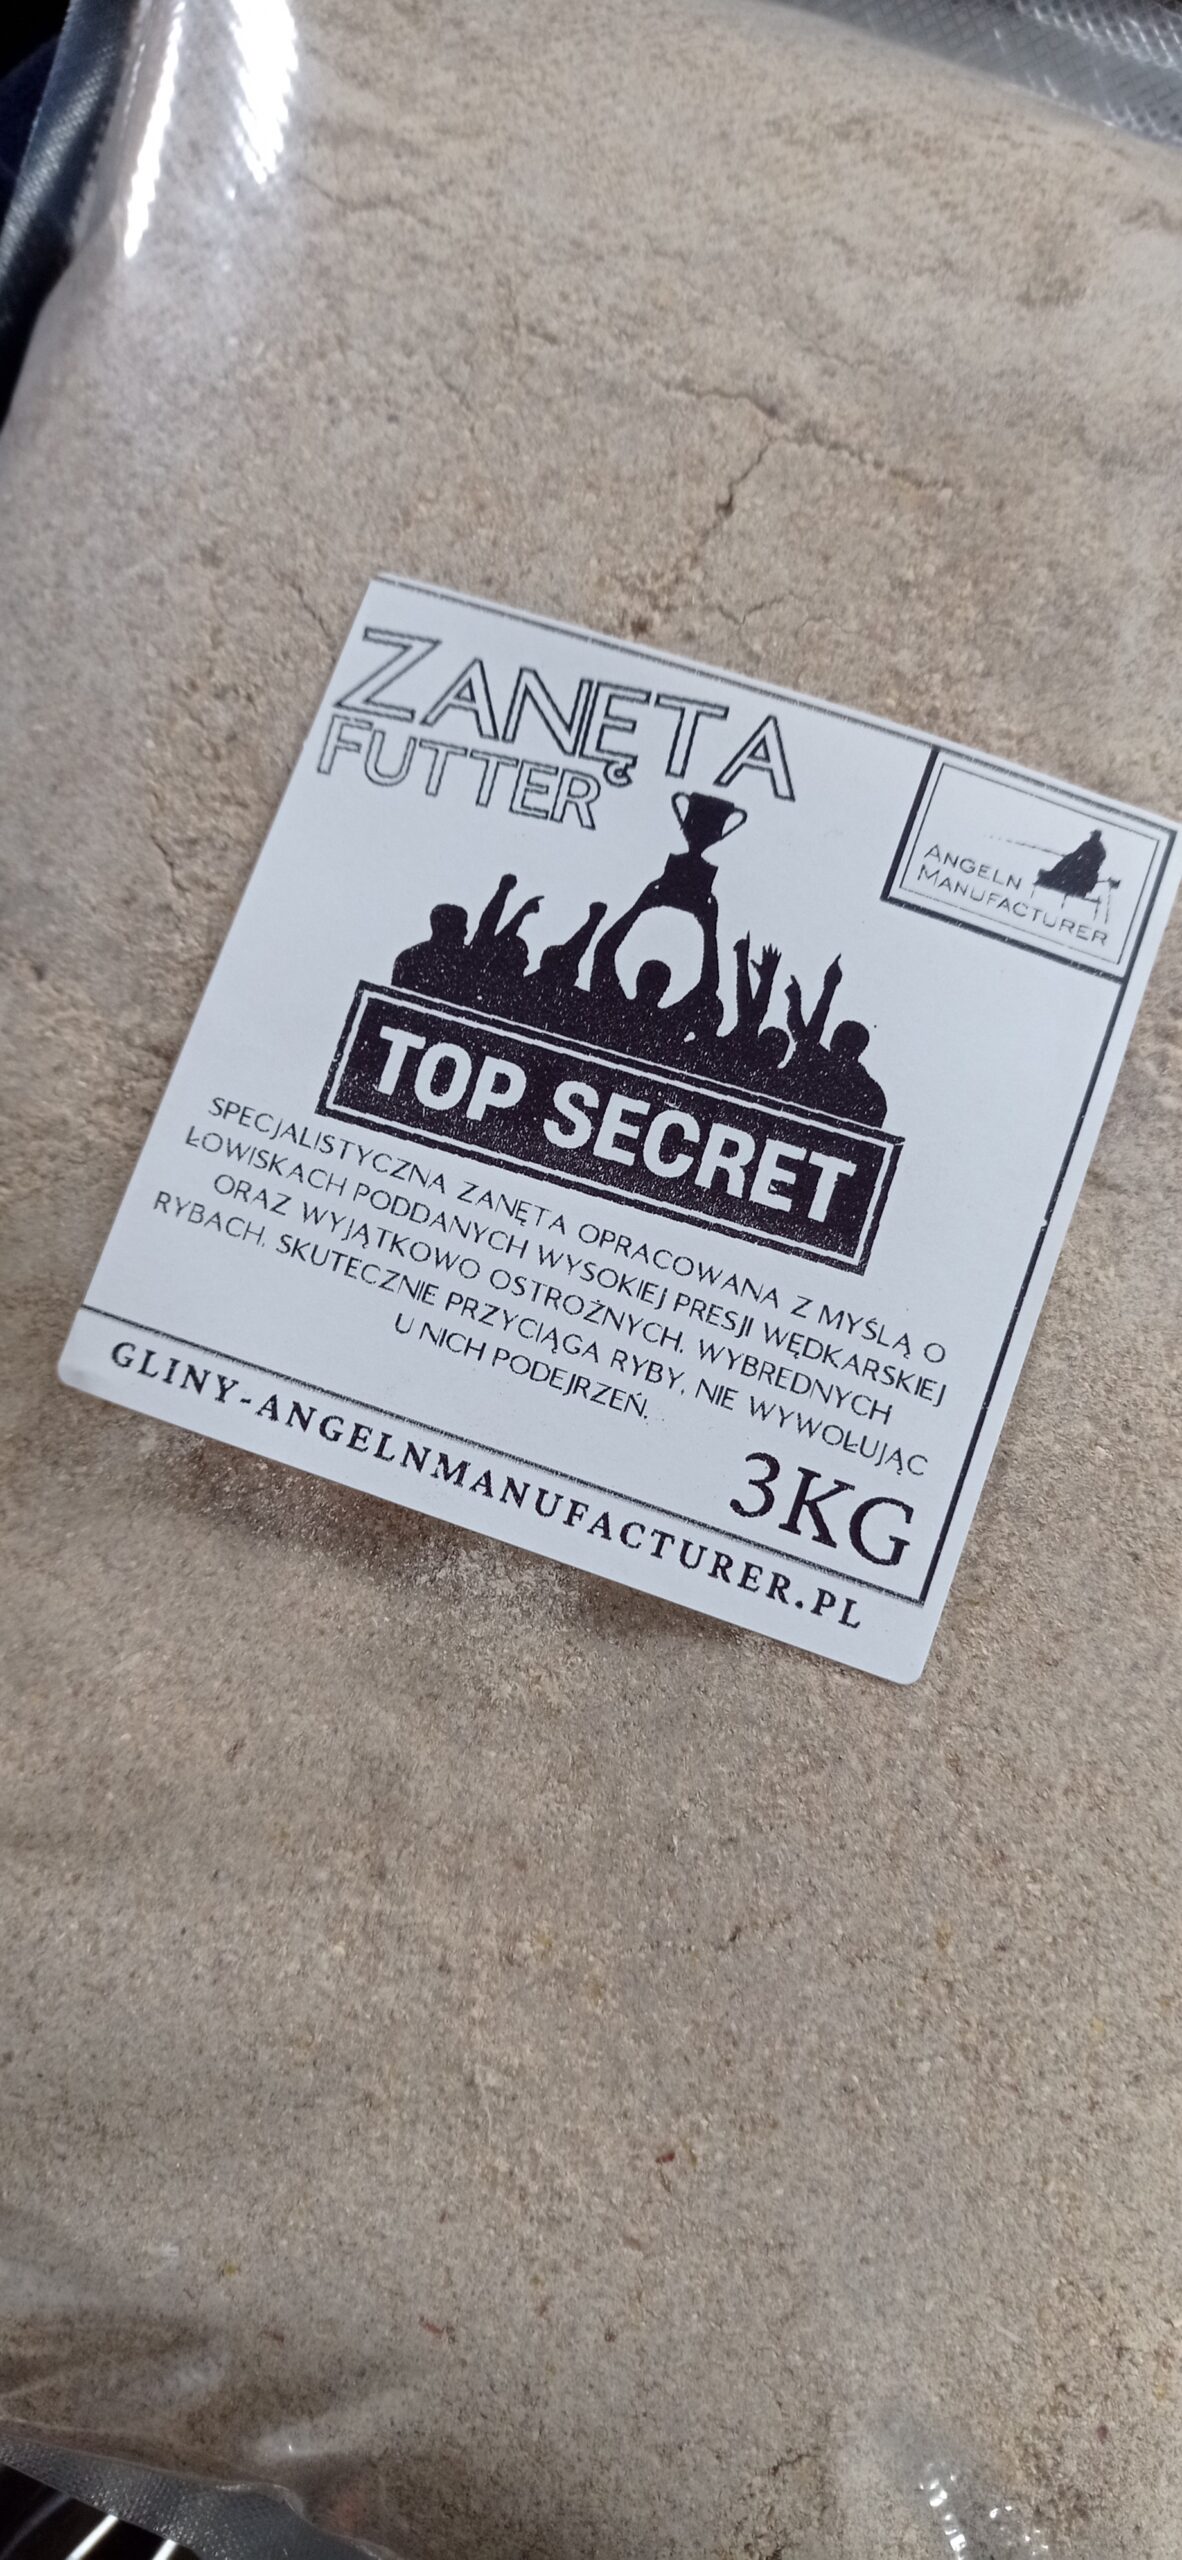 ZANĘTA
FUTTER
ANGELN
MANUFACTURER
TOP SECRET
SPECJALISTYCZNA ZANĘTA OPRACOWANA Z MYŚLĄ O
ŁOWISKACH PODDANYCH WYSOKIEJ PRESJI WĘDKARSKIEJ
ORAZ WYJĄTKOWO OSTROŻNYCH, WYBREDNYCH
RYBACH. SKUTECZNIE PRZYCIĄGA RYBY, NIE WYWOŁUJĄC
U NICH PODEJRZEŃ.
3KG
GLINY-ANGELNMANUFACTURER.PL